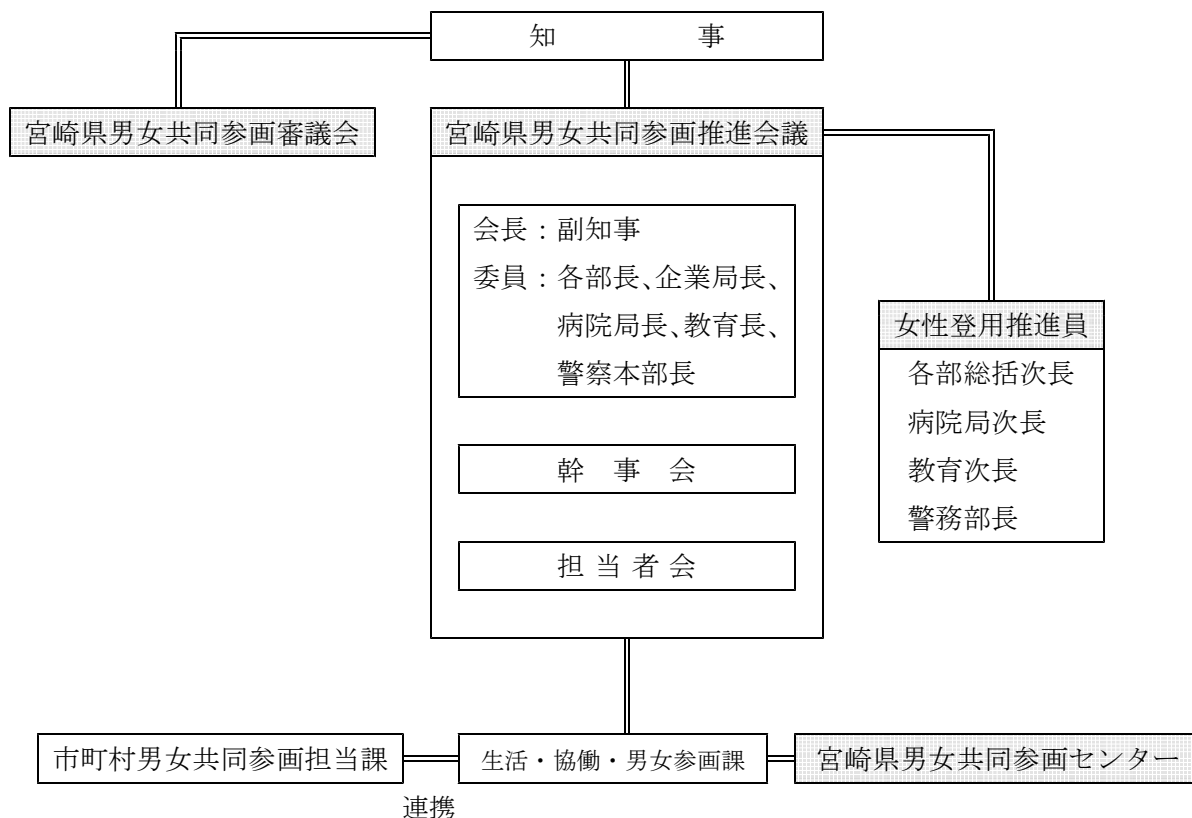 知 事
宮崎県男女共同参画審議会
宮崎県男女共同参画推進会議
会長：副知事
委員：各部長、企業局長、
病院局長、教育長、
警察本部長
女性登用推進員
各部総括次長
病院局次長
教育次長
警務部長
幹 事 会
担 当 者 会
市町村男女共同参画担当課
生活・協働・男女参画課
宮崎県男女共同参画センター
連携